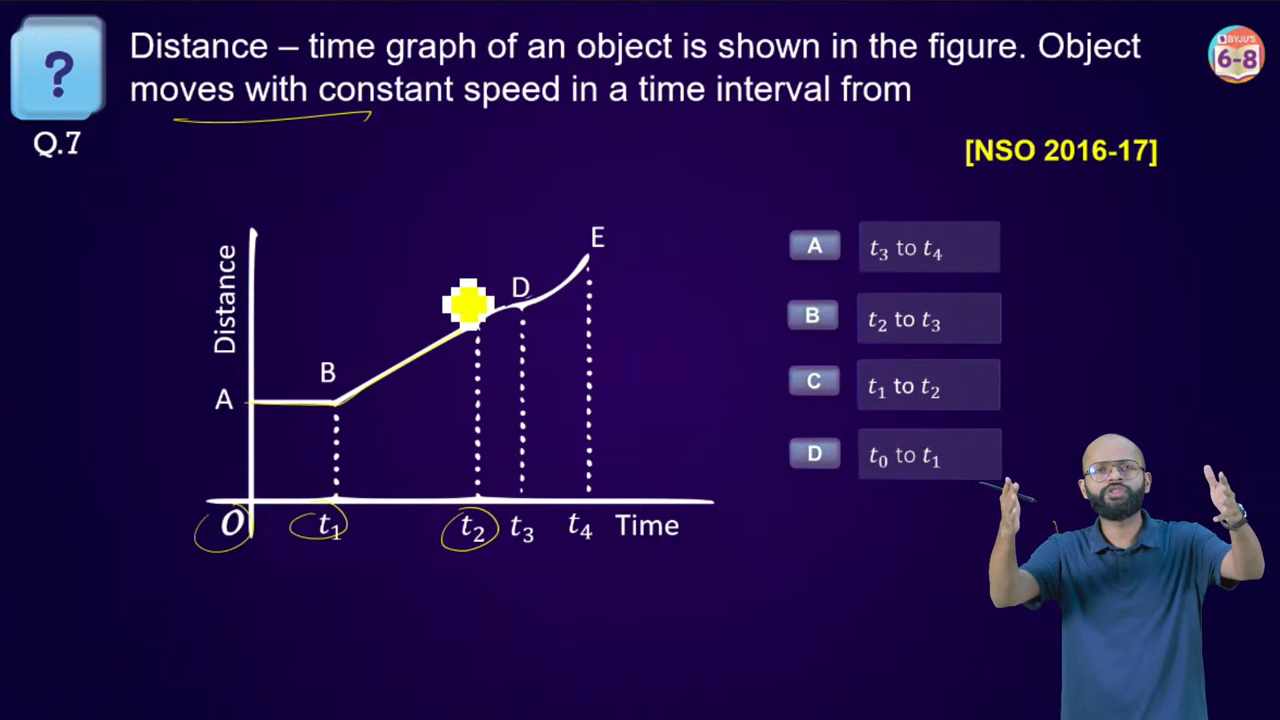 Distance – time graph of an object is shown in the figure. Object
moves with constant speed in a time interval from
?
Q.7
BYJU'S
6-8
[NSO 2016-17]
Distance
A
B
D
E
O
t₁
t₂
t₃
t₄
Time
A t₃ to t₄
B t₂ to t₃
C t₁ to t₂
D t₀ to t₁